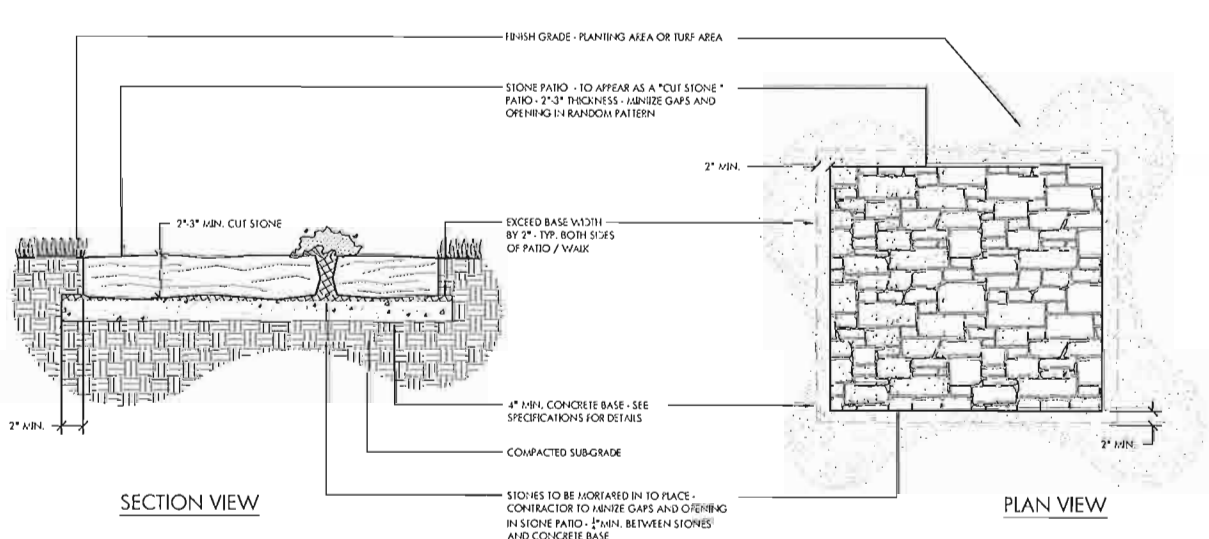 FINISH GRADE - PLANTING AREA OR TURF AREA
STONE PATIO - TO APPEAR AS A "CUT STONE "
PATIO - 2"-3" THICKNESS - MINIIZE GAPS AND
OPENING IN RANDOM PATTERN
2" MIN.
2"-3" MIN. CUT STONE
EXCEED BASE WIDTH
BY 2" - TYP. BOTH SIDES
OF PATIO / WALK
4" MIN. CONCRETE BASE - SEE
SPECIFICATIONS FOR DETAILS
2" MIN.
2" MIN.
COMPACTED SUB-GRADE
SECTION VIEW
STONES TO BE MORTARED IN TO PLACE -
CONTRACTOR TO MINIZE GAPS AND OPENING
IN STONE PATIO - ¼" MIN. BETWEEN STONES
AND CONCRETE BASE
PLAN VIEW